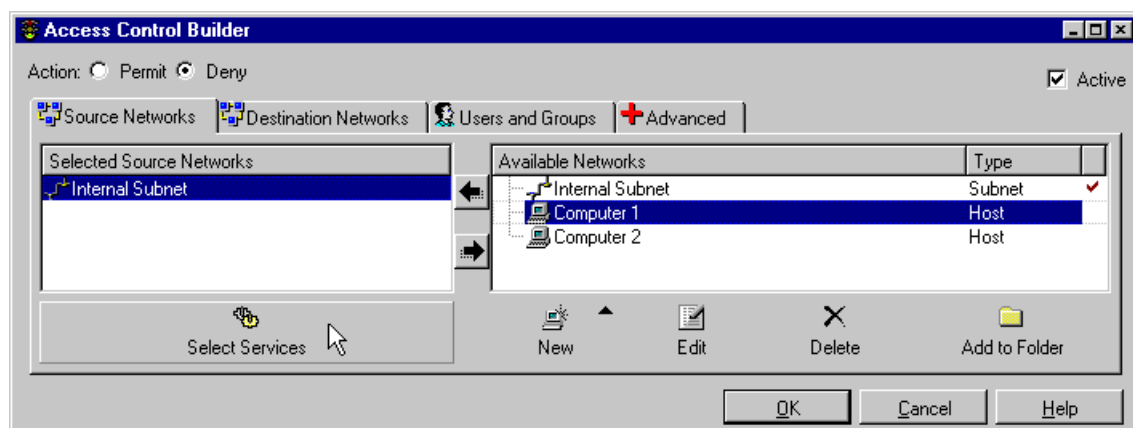 Access Control Builder
Action: Permit Deny
Active
Source Networks Destination Networks Users and Groups Advanced
Selected Source Networks
Internal Subnet
Available Networks Type
Internal Subnet Subnet
Computer 1 Host
Computer 2 Host
Select Services
New Edit Delete Add to Folder
OK Cancel Help